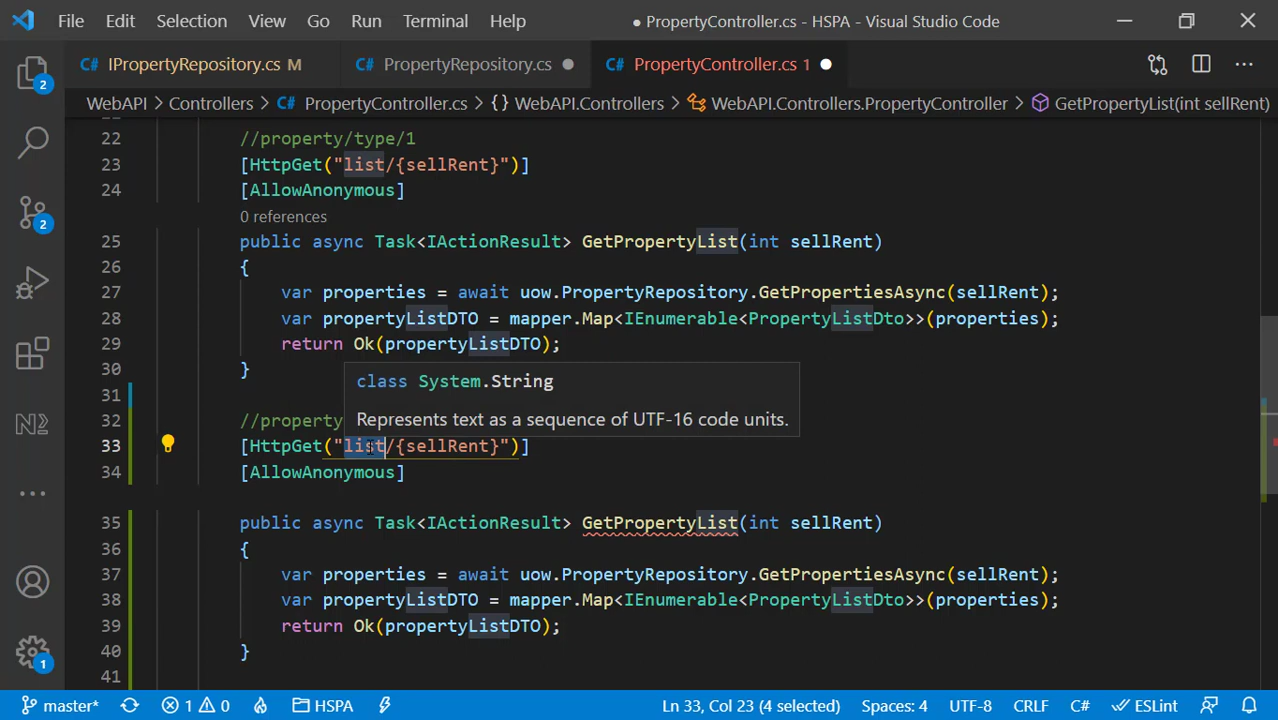 File Edit Selection View Go Run Terminal Help ● PropertyController.cs - HSPA - Visual Studio Code
C# IPropertyRepository.cs M C# PropertyRepository.cs C# PropertyController.cs 1
WebAPI > Controllers > C# PropertyController.cs > {} WebAPI.Controllers > WebAPI.Controllers.PropertyController > GetPropertyList(int sellRent)
22 //property/type/1
23 [HttpGet("list/{sellRent}")]
24 [AllowAnonymous]
0 references
25 public async Task<IActionResult> GetPropertyList(int sellRent)
26 {
27 var properties = await uow.PropertyRepository.GetPropertiesAsync(sellRent);
28 var propertyListDTO = mapper.Map<IEnumerable<PropertyListDto>>(properties);
29 return Ok(propertyListDTO);
30 }
31
class System.String
Represents text as a sequence of UTF-16 code units.
32 //property
33 [HttpGet("list/{sellRent}")]
34 [AllowAnonymous]
35 public async Task<IActionResult> GetPropertyList(int sellRent)
36 {
37 var properties = await uow.PropertyRepository.GetPropertiesAsync(sellRent);
38 var propertyListDTO = mapper.Map<IEnumerable<PropertyListDto>>(properties);
39 return Ok(propertyListDTO);
40 }
41
2
2
N2
1
master* 1 0 HSPA Ln 33, Col 23 (4 selected) Spaces: 4 UTF-8 CRLF C# ESLint